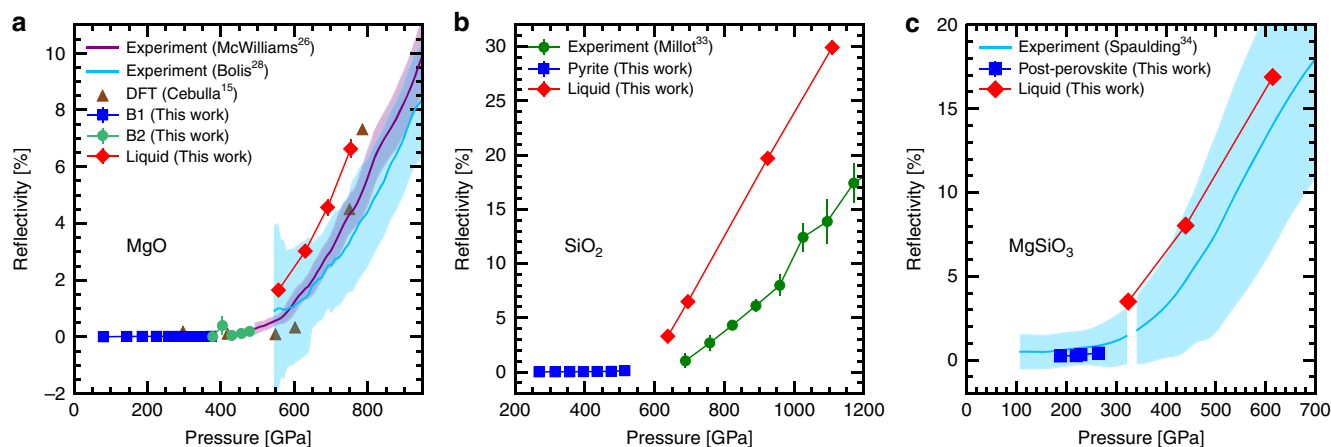 a
10
8
6
4
2
0
−2
Reflectivity [%]
Experiment (McWilliams26)
Experiment (Bolis28)
DFT (Cebulla15)
B1 (This work)
B2 (This work)
Liquid (This work)
MgO
0 200 400 600 800
Pressure [GPa]
b
30
25
20
15
10
5
0
Reflectivity [%]
Experiment (Millot33)
Pyrite (This work)
Liquid (This work)
SiO2
200 400 600 800 1000 1200
Pressure [GPa]
c
20
15
10
5
0
Reflectivity [%]
Experiment (Spaulding34)
Post-perovskite (This work)
Liquid (This work)
MgSiO3
0 100 200 300 400 500 600 700
Pressure [GPa]